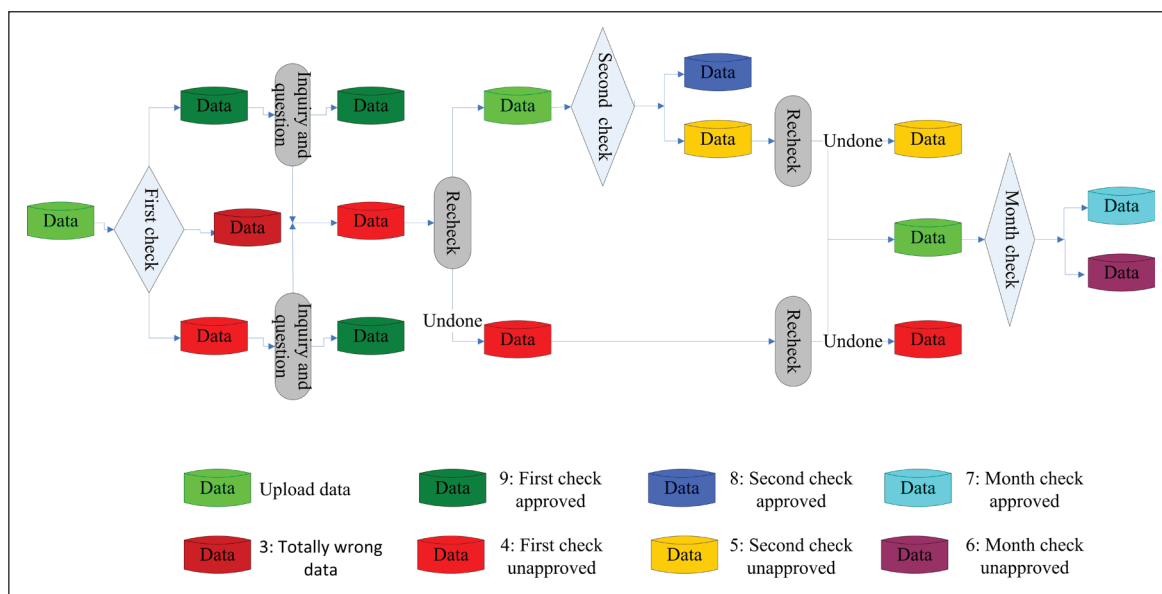 Data
Inquiry and
question
Data
Data
Second check
Data
Data
Recheck
Undone
Data
Data
First check
Data
Data
Recheck
Data
Month check
Data
Data
Data
Inquiry and
question
Data
Undone
Data
Recheck
Undone
Data
Data
Upload data
Data
9: First check
approved
Data
8: Second check
approved
Data
7: Month check
approved
Data
3: Totally wrong
data
Data
4: First check
unapproved
Data
5: Second check
unapproved
Data
6: Month check
unapproved